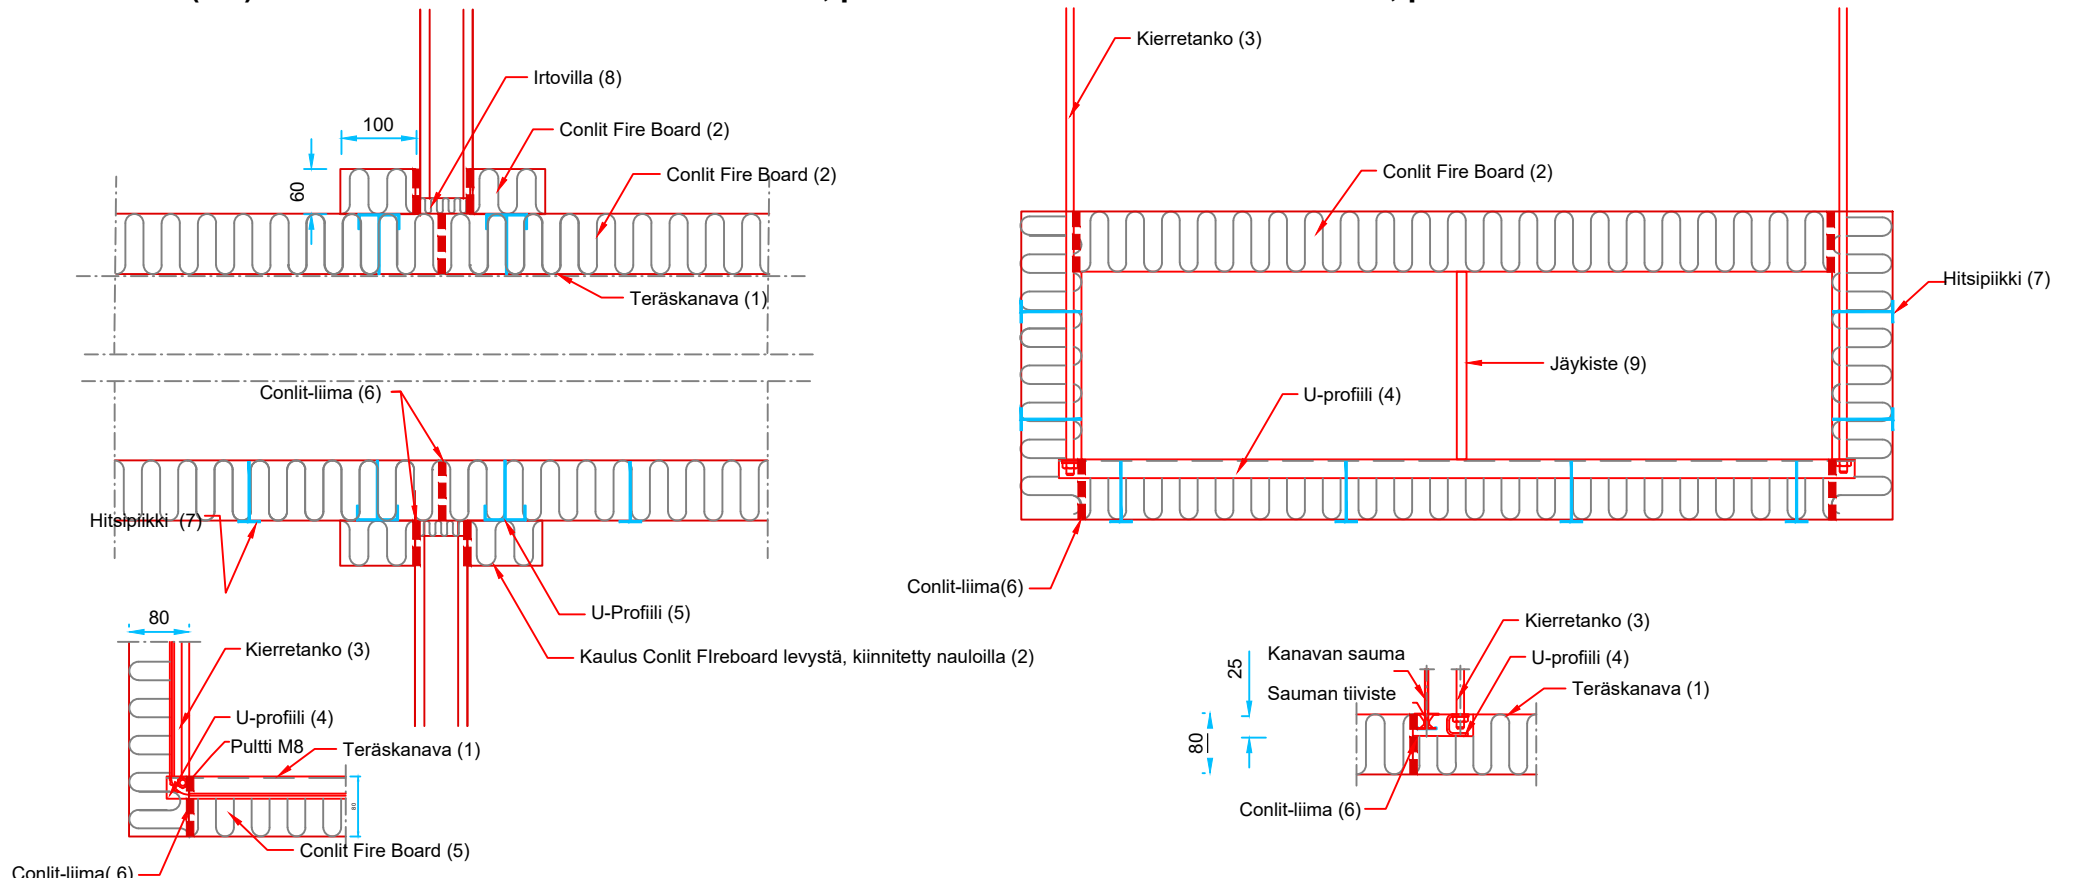 Irtovilla (8)
100
Conlit Fire Board (2)
60
Conlit Fire Board (2)
Teräskanava (1)
Conlit-liima (6)
Hitsipiikki (7)
U-Profiili (5)
Kaulus Conlit FIreboard levystä, kiinnitetty nauloilla (2)
Kierretanko (3)
Conlit Fire Board (2)
Hitsipiikki (7)
Jäykiste (9)
U-profiili (4)
Conlit-liima(6)
80
Kierretanko (3)
U-profiili (4)
Pultti M8
Teräskanava (1)
80
Conlit Fire Board (5)
Conlit-liima( 6)
Kierretanko (3)
Kanavan sauma
U-profiili (4)
25
Sauman tiiviste
Teräskanava (1)
80
Conlit-liima (6)